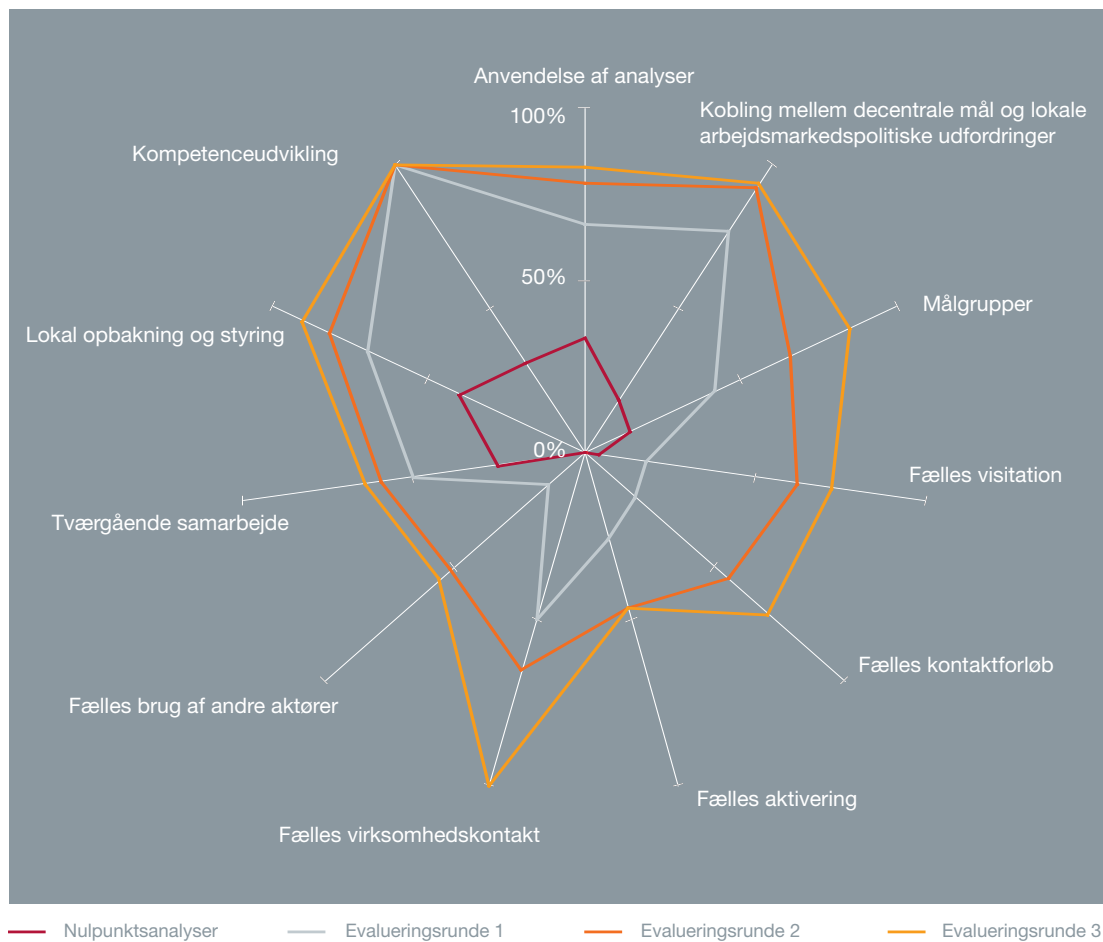 Anvendelse af analyser
100%
Kobling mellem decentrale mål og lokale
arbejdsmarkedspolitiske udfordringer
Kompetenceudvikling
50%
Målgrupper
Lokal opbakning og styring
0%
Fælles visitation
Tværgående samarbejde
Fælles kontaktforløb
Fælles brug af andre aktører
Fælles aktivering
Fælles virksomhedskontakt
Nulpunktsanalyser
Evalueringsrunde 1
Evalueringsrunde 2
Evalueringsrunde 3